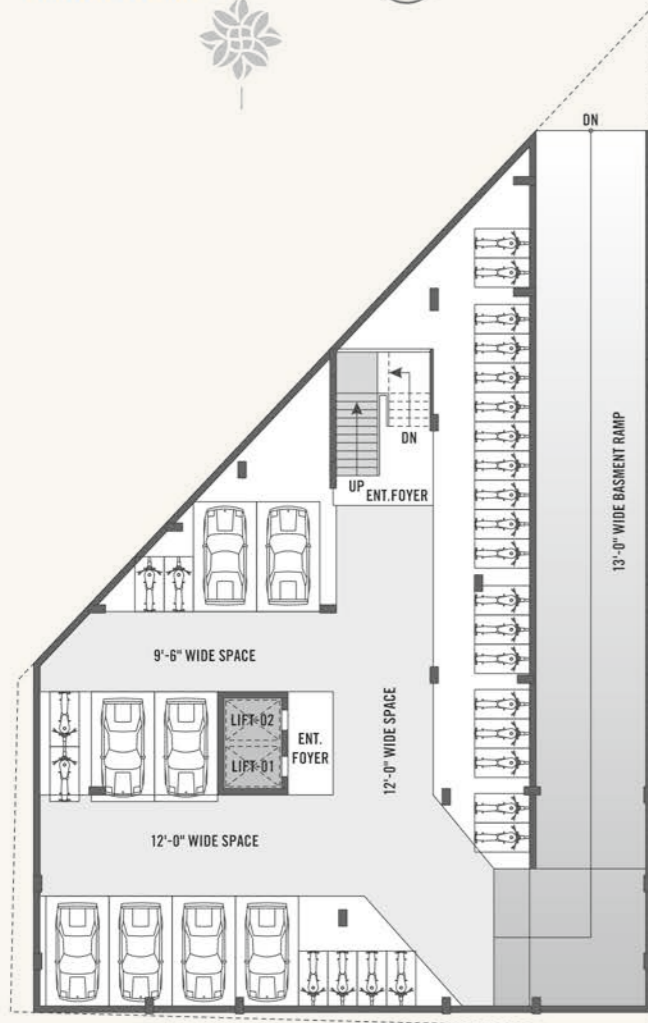 DN
DN
UP
ENT.FOYER
13'-0" WIDE BASMENT RAMP
9'-6" WIDE SPACE
LIFT-02
ENT.
FOYER
LIFT-01
12'-0" WIDE SPACE
12'-0" WIDE SPACE